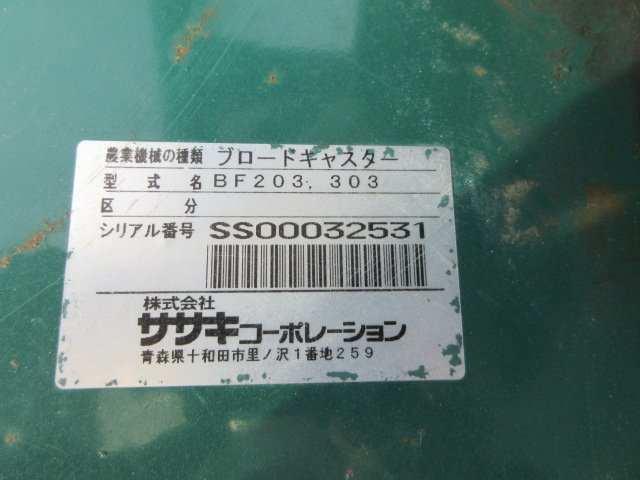 農業機械の種類 ブロードキャスター
型式名 BF203, 303
区分
シリアル番号 SS00032531
株式会社
ササキコーポレーション
青森県十和田市里ノ沢1番地259